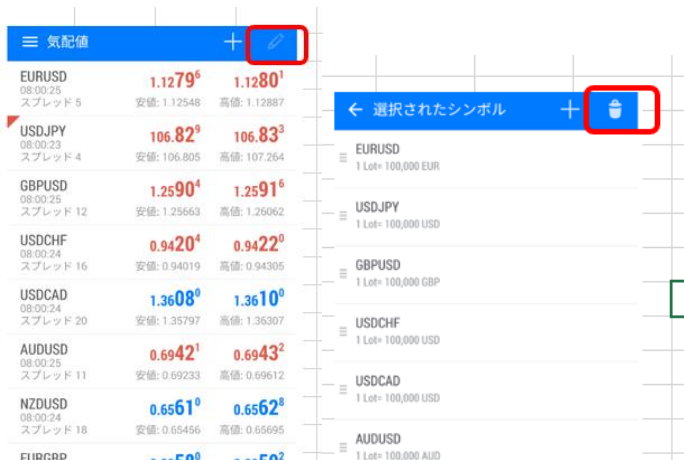 気配値
EURUSD
08:00:25
スプレッド 5
1.12796
1.12801
安値: 1.12548
高値: 1.12887
USDJPY
08:00:23
スプレッド 4
106.829
106.833
安値: 106.805
高値: 107.264
GBPUSD
08:00:25
スプレッド 12
1.25904
1.25916
安値: 1.25663
高値: 1.26062
USDCHF
08:00:24
スプレッド 16
0.94204
0.94220
安値: 0.94019
高値: 0.94305
USDCAD
08:00:24
スプレッド 20
1.36080
1.36100
安値: 1.35797
高値: 1.36307
AUDUSD
08:00:25
スプレッド 11
0.69421
0.69432
安値: 0.69233
高値: 0.69612
NZDUSD
08:00:24
スプレッド 18
0.65610
0.65628
安値: 0.65456
高値: 0.65695
EURGBP
選択されたシンボル
EURUSD
1 Lot= 100,000 EUR
USDJPY
1 Lot= 100,000 USD
GBPUSD
1 Lot= 100,000 GBP
USDCHF
1 Lot= 100,000 USD
USDCAD
1 Lot= 100,000 USD
AUDUSD
1 Lot= 100,000 AUD